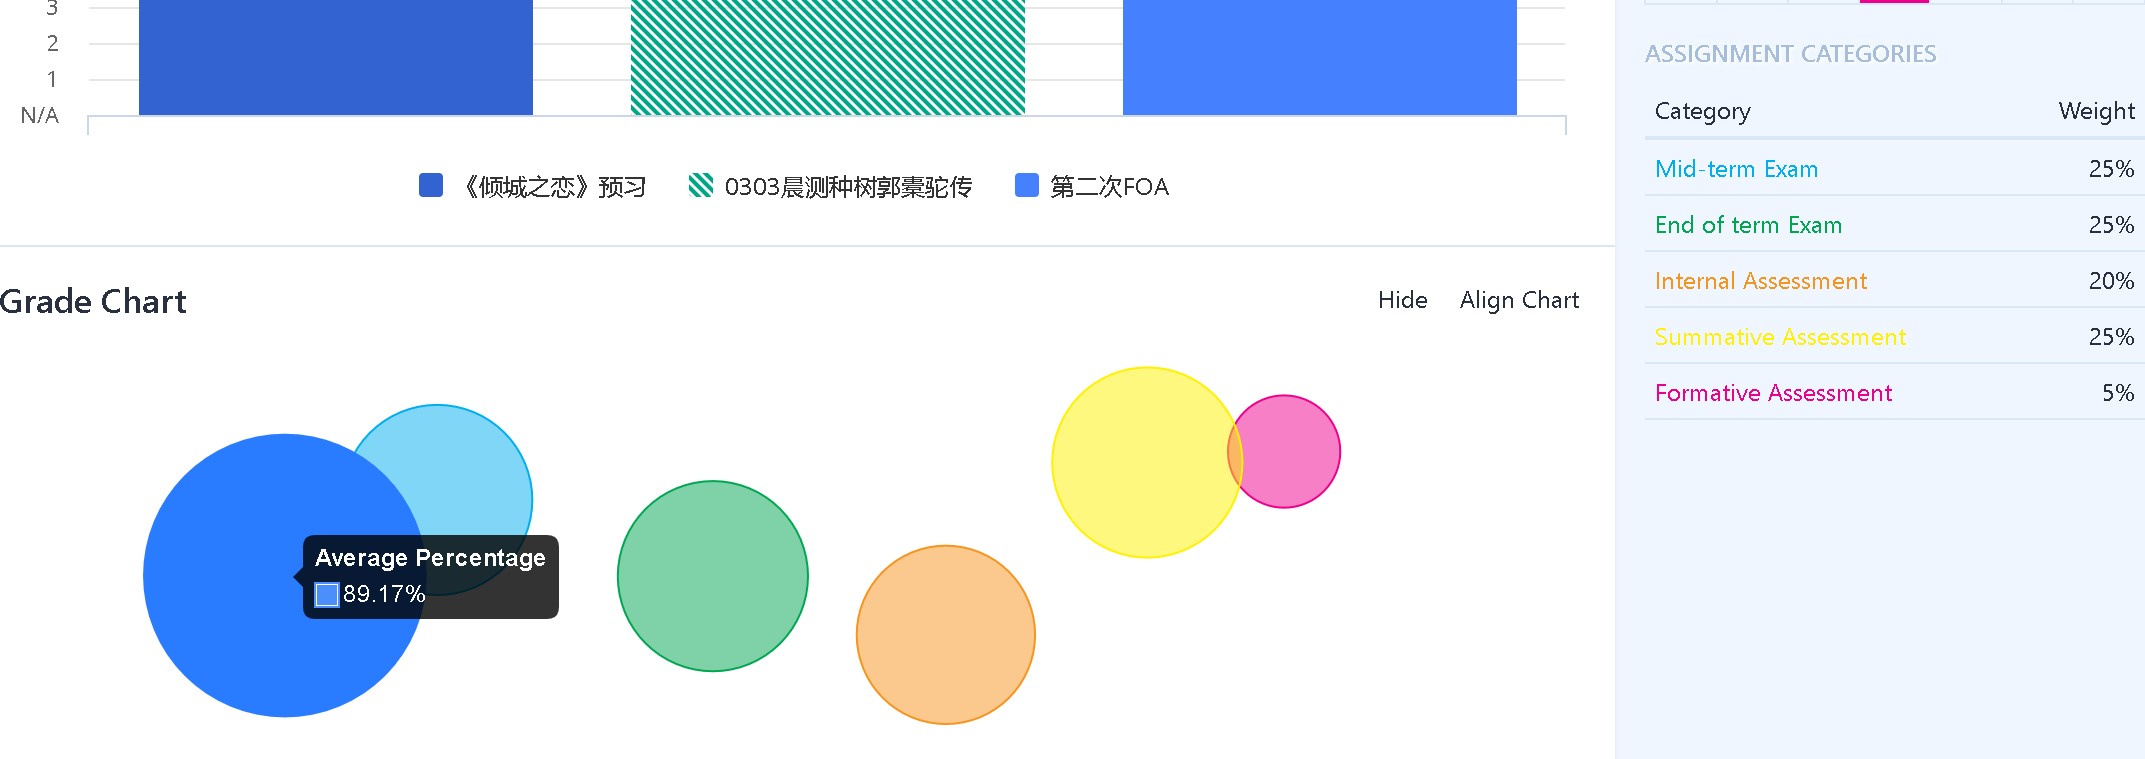 3
2
1
N/A
《倾城之恋》预习 0303晨测种树郭橐驼传 第二次FOA
Grade Chart
Hide Align Chart
Average Percentage
89.17%
ASSIGNMENT CATEGORIES
Category Weight
Mid-term Exam 25%
End of term Exam 25%
Internal Assessment 20%
Summative Assessment 25%
Formative Assessment 5%